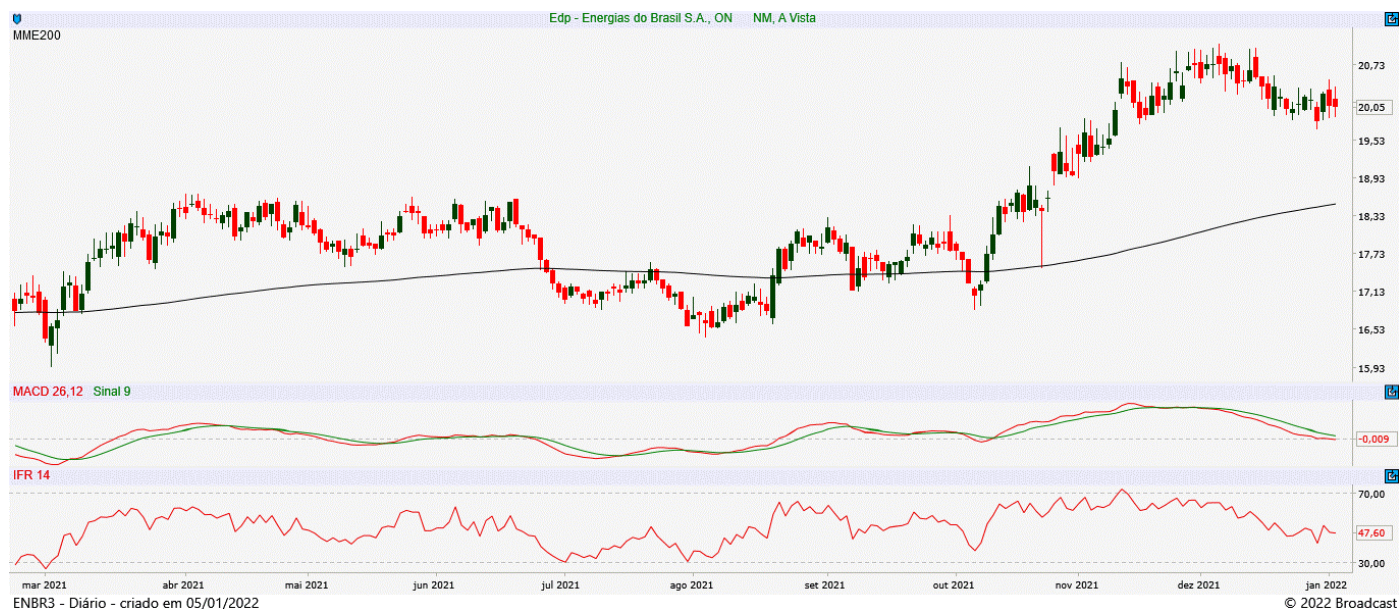 Edp - Energias do Brasil S.A., ON NM, A Vista
MME200
20,73
20,05
19,53
18,93
18,33
17,73
17,13
16,53
15,93
MACD 26,12 Sinal 9
-0,009
IFR 14
70,00
47,60
30,00
mar 2021 abr 2021 mai 2021 jun 2021 jul 2021 ago 2021 set 2021 out 2021 nov 2021 dez 2021 jan 2022
ENBR3 - Diário - criado em 05/01/2022 © 2022 Broadcast